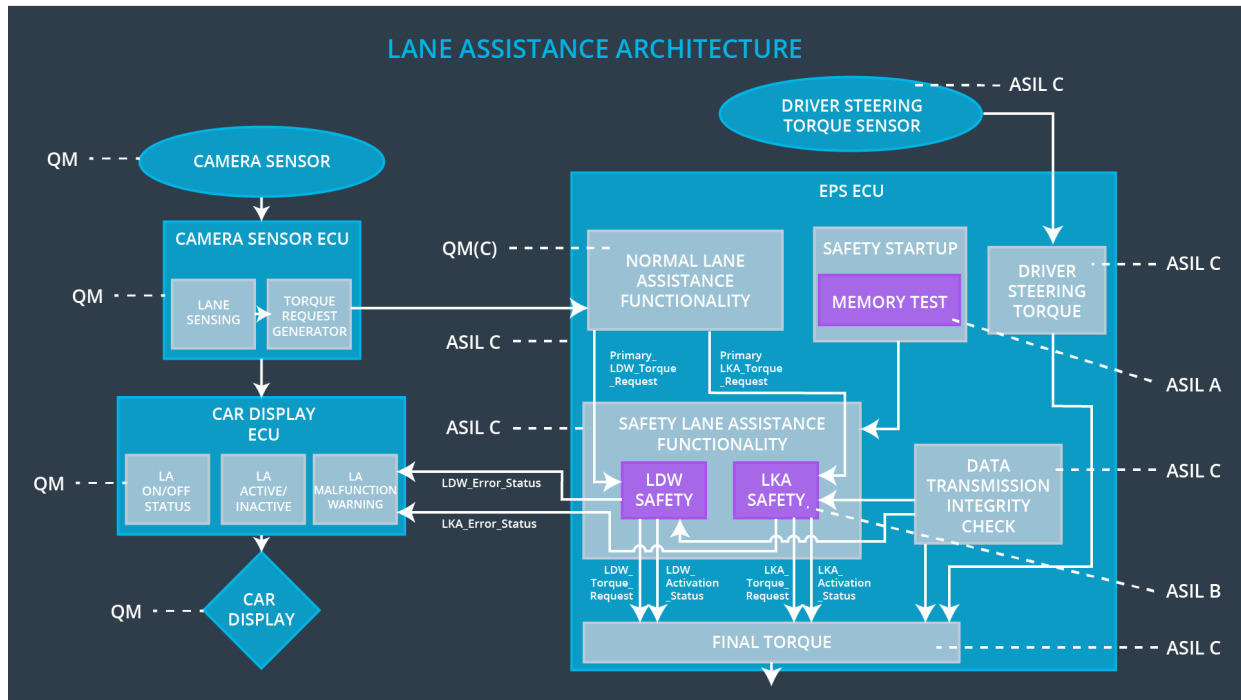 LANE ASSISTANCE ARCHITECTURE
ASIL C
DRIVER STEERING
TORQUE SENSOR
QM
CAMERA SENSOR
EPS ECU
CAMERA SENSOR ECU
QM(C)
NORMAL LANE
ASSISTANCE
FUNCTIONALITY
SAFETY STARTUP
MEMORY TEST
DRIVER
STEERING
TORQUE
ASIL C
QM
LANE
SENSING
TORQUE
REQUEST
GENERATOR
ASIL C
Primary_
LDW_Torque
_Request
Primary
LKA_Torque
_Request
ASIL A
CAR DISPLAY
ECU
ASIL C
SAFETY LANE ASSISTANCE
FUNCTIONALITY
QM
LA
ON/OFF
STATUS
LA
ACTIVE/
INACTIVE
LA
MALFUNCTION
WARNING
LDW_Error_Status
LKA_Error_Status
LDW
SAFETY
LKA
SAFETY
DATA
TRANSMISSION
INTEGRITY
CHECK
ASIL C
LDW_
Torque_
Request
LDW_
Activation
_Status
LKA_
Torque_
Request
LKA_
Activation
_Status
ASIL B
QM
CAR
DISPLAY
FINAL TORQUE
ASIL C